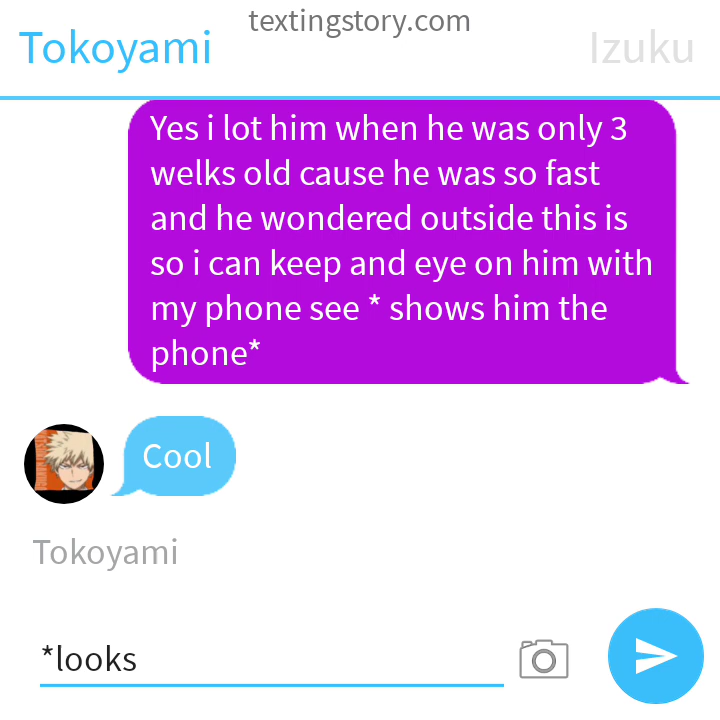 textingstory.com
Tokoyami
Izuku
Yes i lot him when he was only 3
welks old cause he was so fast
and he wondered outside this is
so i can keep and eye on him with
my phone see * shows him the
phone*
Cool
Tokoyami
*looks